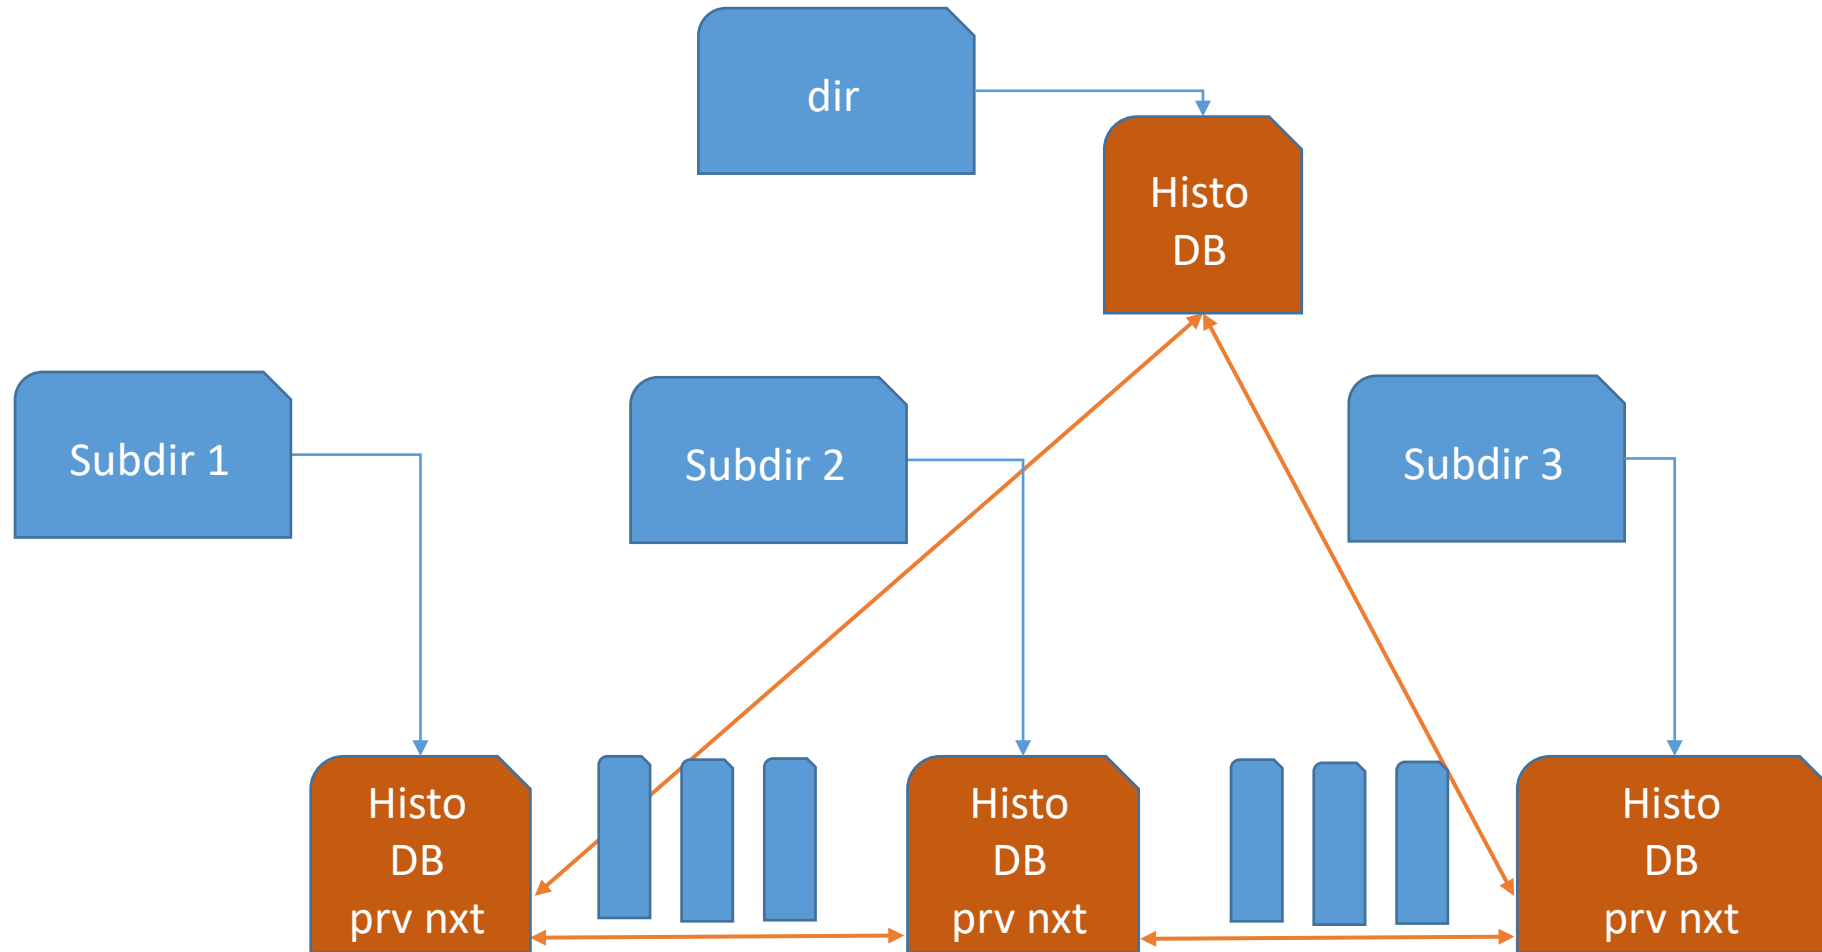 dir
Histo
DB
Subdir 1
Subdir 2
Subdir 3
Histo
DB
prv nxt
Histo
DB
prv nxt
Histo
DB
prv nxt